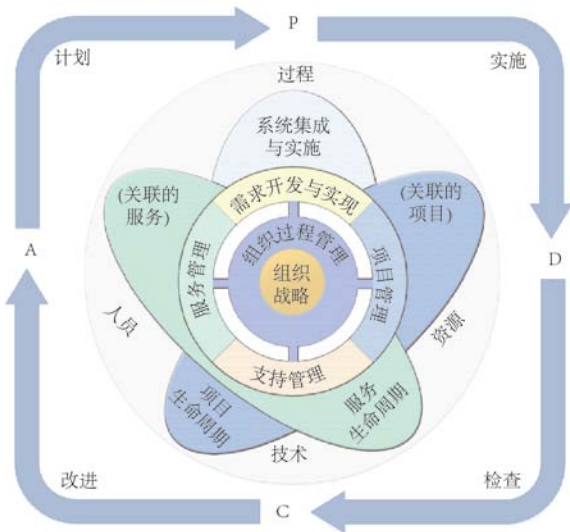 P
计划
实施
过程
系统集成
与实施
(关联的
服务)
需求开发与实现
(关联的
项目)
组织过程管理
服务管理
组织
战略
项目管理
A
D
人员
资源
支持管理
项目
生命周期
服务
生命周期
技术
改进
检查
C